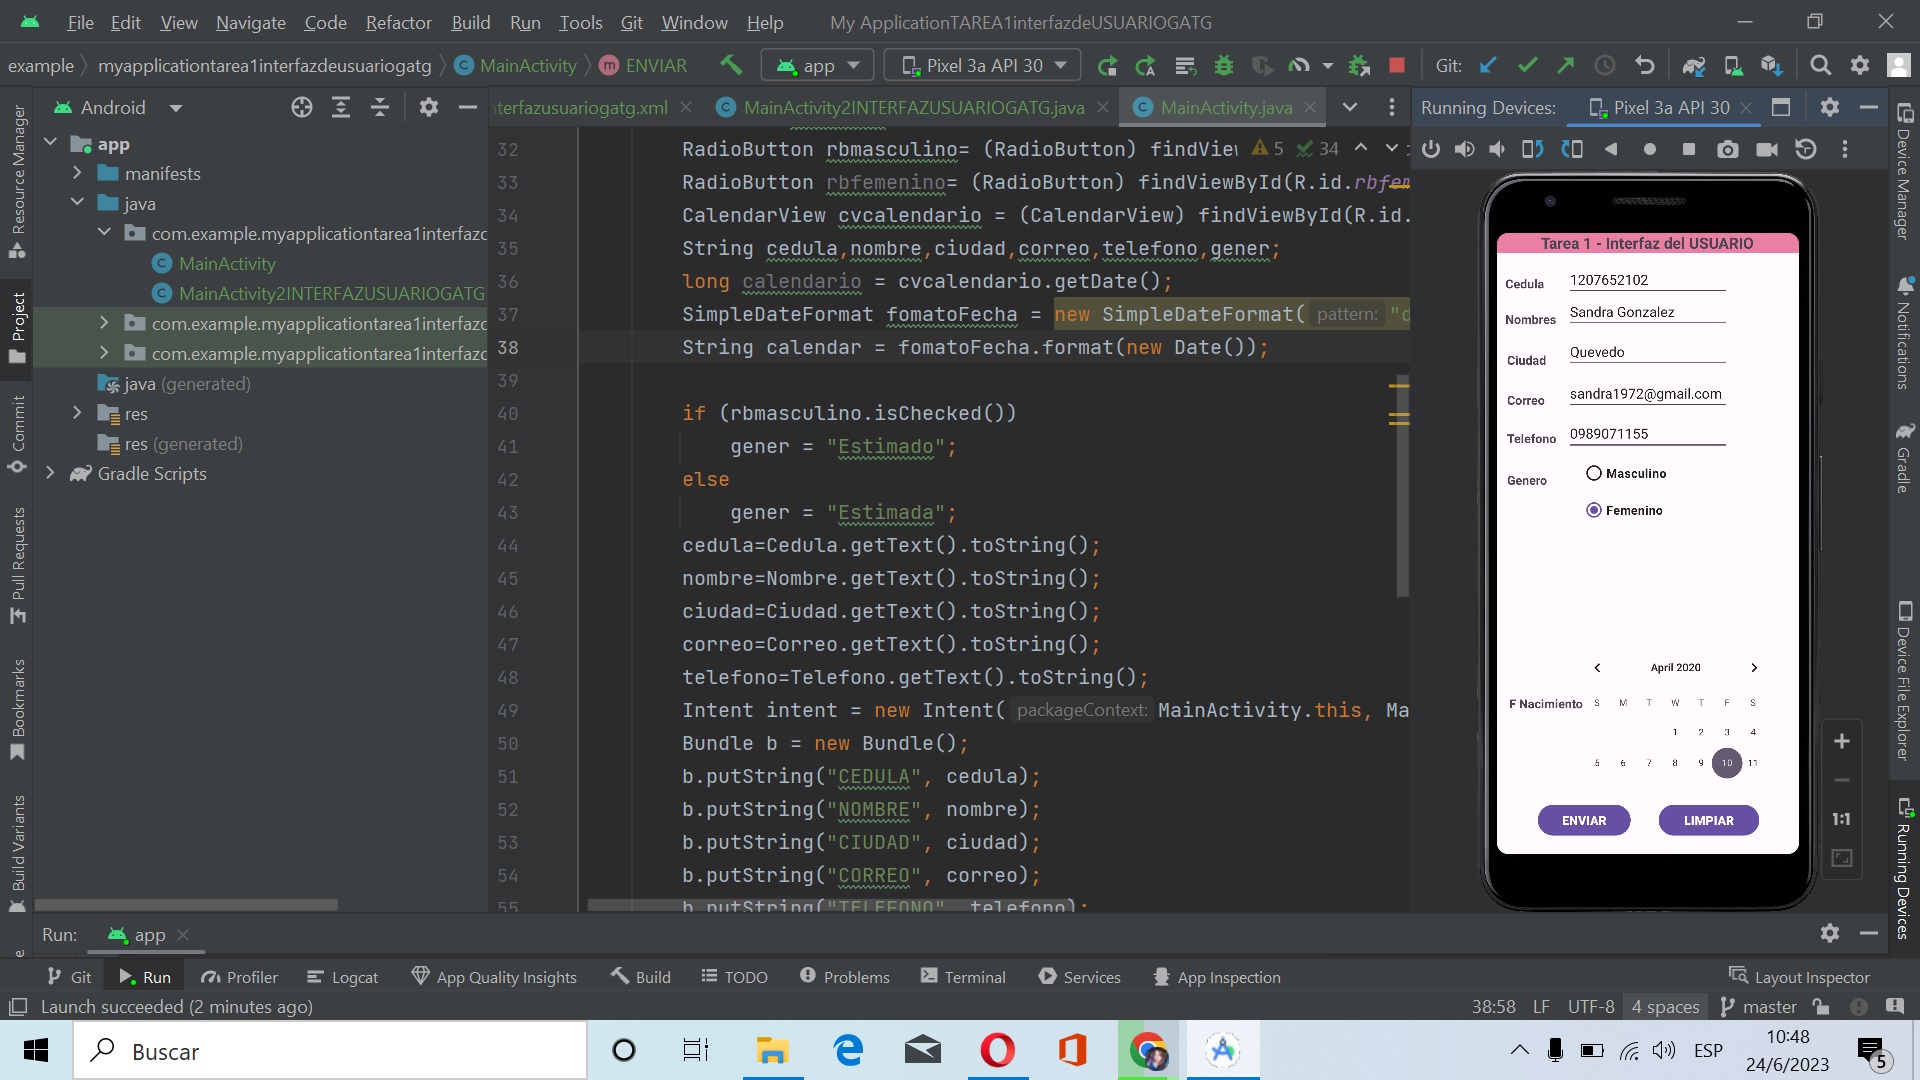 File Edit View Navigate Code Refactor Build Run Tools Git Window Help My ApplicationTAREA1interfazdeUSUARIOGATG
example myapplicationtarea1interfazdeusuariogatg MainActivity ENVIAR app Pixel 3a API 30 Git:
Android
nterfazusuariogatg.xml MainActivity2INTERFAZUSUARIOGATG.java MainActivity.java
Running Devices: Pixel 3a API 30
Resource Manager
Project
Commit
Pull Requests
Bookmarks
Build Variants
app
manifests
java
com.example.myapplicationtarea1interfazd
MainActivity
MainActivity2INTERFAZUSUARIOGATG
com.example.myapplicationtarea1interfazd
com.example.myapplicationtarea1interfazd
java (generated)
res
res (generated)
Gradle Scripts
5 34
32 RadioButton rbmasculino= (RadioButton) findVie
33 RadioButton rbfemenino= (RadioButton) findViewById(R.id.rbfem
34 CalendarView cvcalendario = (CalendarView) findViewById(R.id.
35 String cedula,nombre,ciudad,correo,telefono,gener;
36 long calendario = cvcalendario.getDate();
37 SimpleDateFormat fomatoFecha = new SimpleDateFormat( pattern: "d
38 String calendar = fomatoFecha.format(new Date());
39
40 if (rbmasculino.isChecked())
41 gener = "Estimado";
42 else
43 gener = "Estimada";
44 cedula=Cedula.getText().toString();
45 nombre=Nombre.getText().toString();
46 ciudad=Ciudad.getText().toString();
47 correo=Correo.getText().toString();
48 telefono=Telefono.getText().toString();
49 Intent intent = new Intent( packageContext: MainActivity.this, Ma
50 Bundle b = new Bundle();
51 b.putString("CEDULA", cedula);
52 b.putString("NOMBRE", nombre);
53 b.putString("CIUDAD", ciudad);
54 b.putString("CORREO", correo);
55 b.putString("TELEFONO", telefono);
Tarea 1 - Interfaz del USUARIO
Cedula 1207652102
Nombres Sandra Gonzalez
Ciudad Quevedo
Correo sandra1972@gmail.com
Telefono 0989071155
Genero Masculino
Femenino
April 2020
F Nacimiento S M T W T F S
1 2 3 4
5 6 7 8 9 10 11
ENVIAR LIMPIAR
1:1
Device Manager
Notifications
Gradle
Device File Explorer
Running Devices
Run: app
Git Run Profiler Logcat App Quality Insights Build TODO Problems Terminal Services App Inspection Layout Inspector
Launch succeeded (2 minutes ago) 38:58 LF UTF-8 4 spaces master
Buscar
ESP
10:48
24/6/2023
5